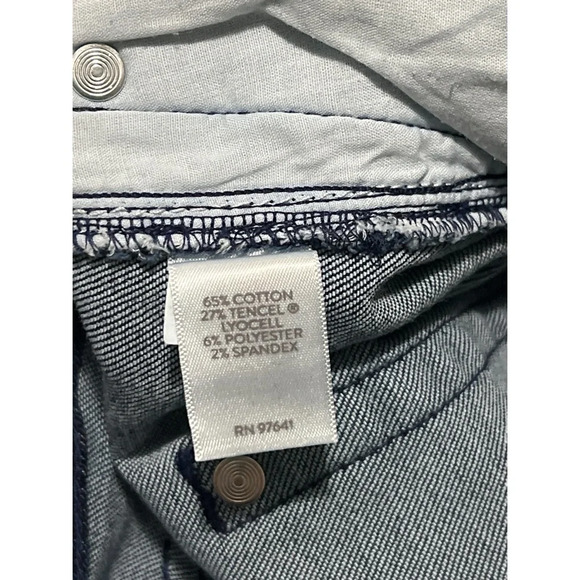 65% COTTON
27% TENCEL ®
LYOCELL
6% POLYESTER
2% SPANDEX
RN 97641